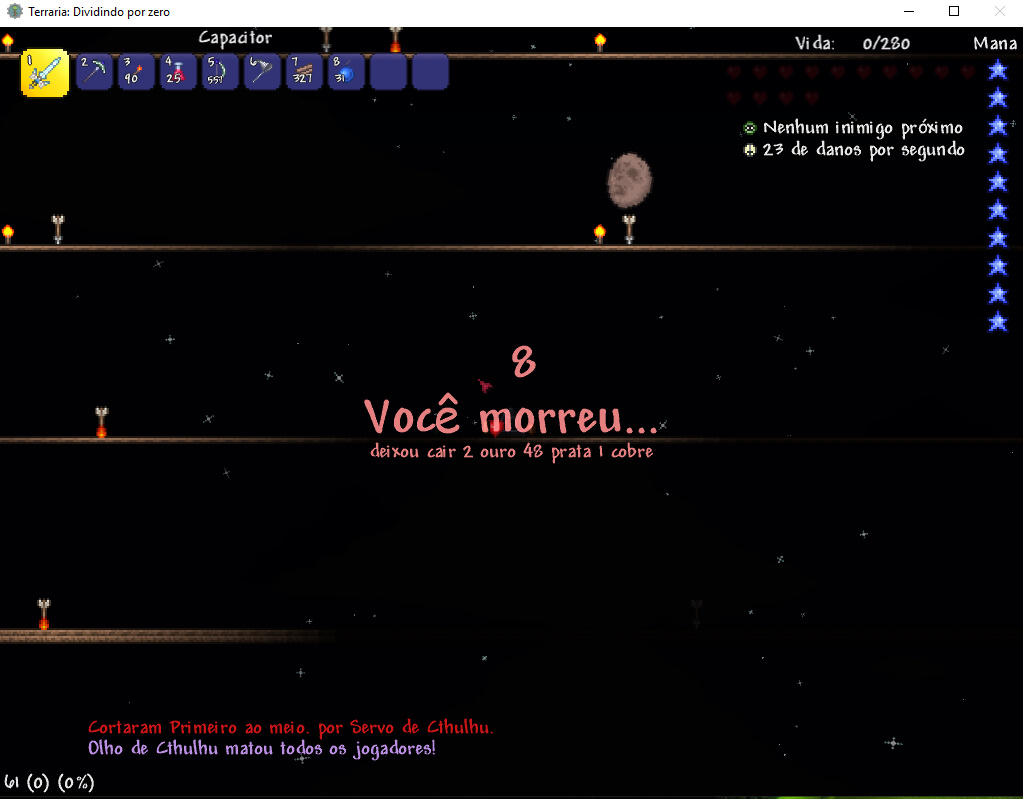 Terraria: Dividindo por zero
Capacitor
Vida: 0/280
Mana
1
2
3
90
4
25
5
557
6
7
327
8
31
Nenhum inimigo próximo
23 de danos por segundo
8
Você morreu...
deixou cair 2 ouro 48 prata 1 cobre
Cortaram Primeiro ao meio. por Servo de Cthulhu.
Olho de Cthulhu matou todos os jogadores!
61 (0) (0%)